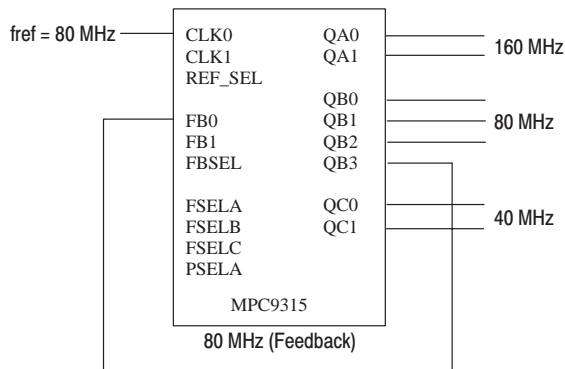 fref = 80 MHz
CLK0
CLK1
REF_SEL
FB0
FB1
FBSEL
FSELA
FSELB
FSELC
PSELA
QA0
QA1
160 MHz
QB0
QB1
QB2
QB3
80 MHz
QC0
QC1
40 MHz
MPC9315
80 MHz (Feedback)